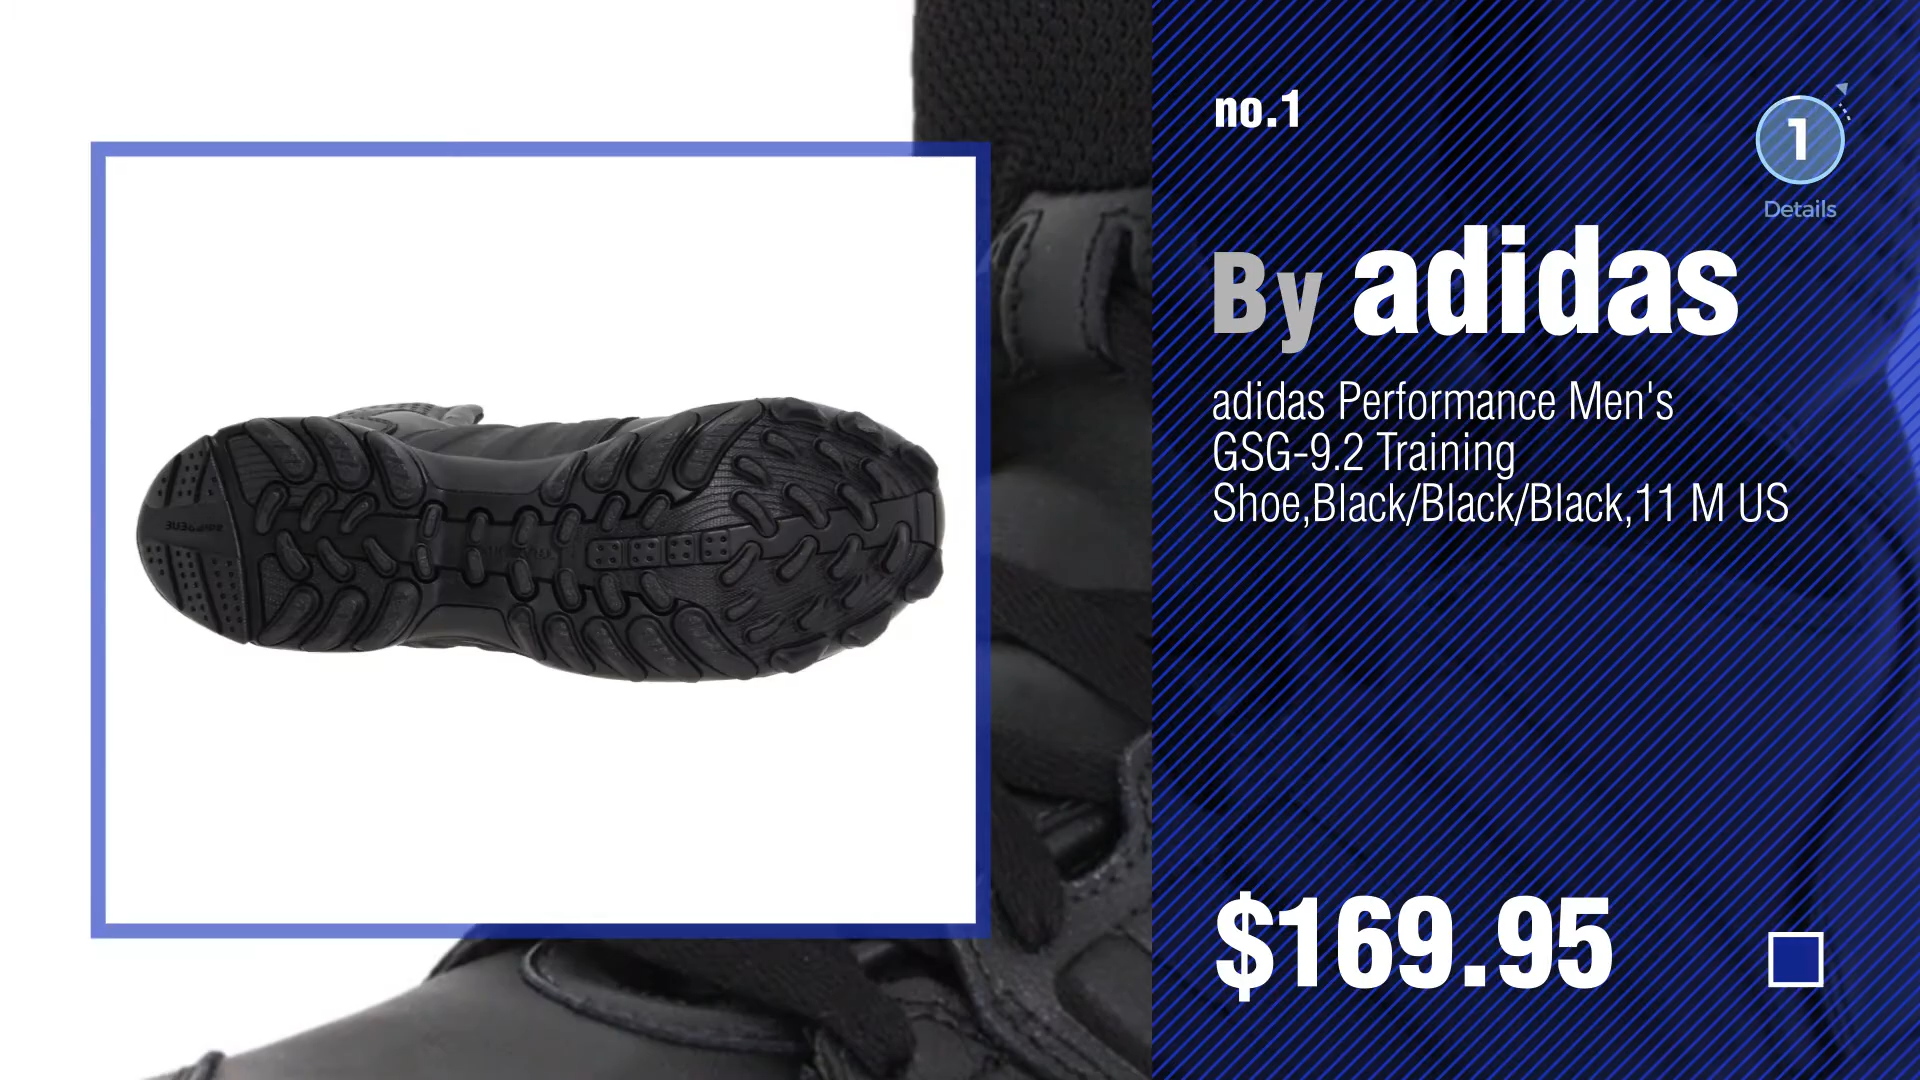 no.1
1
Details
By adidas
adidas Performance Men's
GSG-9.2 Training
Shoe,Black/Black/Black,11 M US
adiPRENE
$169.95